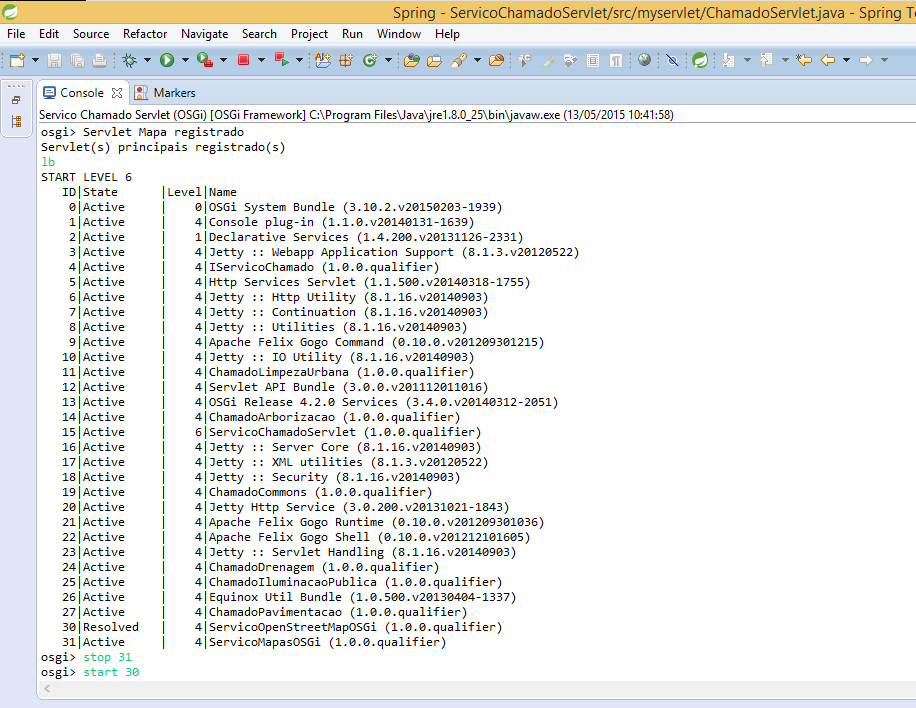 Spring - ServicoChamadoServlet/src/myservlet/ChamadoServlet.java - Spring T
File Edit Source Refactor Navigate Search Project Run Window Help
Console Markers
Servico Chamado Servlet (OSGi) [OSGi Framework] C:\Program Files\Java\jre1.8.0_25\bin\javaw.exe (13/05/2015 10:41:58)
osgi> Servlet Mapa registrado
Servlet(s) principais registrado(s)
lb
START LEVEL 6
   ID|State      |Level|Name
    0|Active     |    0|OSGi System Bundle (3.10.2.v20150203-1939)
    1|Active     |    4|Console plug-in (1.1.0.v20140131-1639)
    2|Active     |    1|Declarative Services (1.4.200.v20131126-2331)
    3|Active     |    4|Jetty :: Webapp Application Support (8.1.3.v20120522)
    4|Active     |    4|IServicoChamado (1.0.0.qualifier)
    5|Active     |    4|Http Services Servlet (1.1.500.v20140318-1755)
    6|Active     |    4|Jetty :: Http Utility (8.1.16.v20140903)
    7|Active     |    4|Jetty :: Continuation (8.1.16.v20140903)
    8|Active     |    4|Jetty :: Utilities (8.1.16.v20140903)
    9|Active     |    4|Apache Felix Gogo Command (0.10.0.v201209301215)
   10|Active     |    4|Jetty :: IO Utility (8.1.16.v20140903)
   11|Active     |    4|ChamadoLimpezaUrbana (1.0.0.qualifier)
   12|Active     |    4|Servlet API Bundle (3.0.0.v201112011016)
   13|Active     |    4|OSGi Release 4.2.0 Services (3.4.0.v20140312-2051)
   14|Active     |    4|ChamadoArborizacao (1.0.0.qualifier)
   15|Active     |    6|ServicoChamadoServlet (1.0.0.qualifier)
   16|Active     |    4|Jetty :: Server Core (8.1.16.v20140903)
   17|Active     |    4|Jetty :: XML utilities (8.1.3.v20120522)
   18|Active     |    4|Jetty :: Security (8.1.16.v20140903)
   19|Active     |    4|ChamadoCommons (1.0.0.qualifier)
   20|Active     |    4|Jetty Http Service (3.0.200.v20131021-1843)
   21|Active     |    4|Apache Felix Gogo Runtime (0.10.0.v201209301036)
   22|Active     |    4|Apache Felix Gogo Shell (0.10.0.v201212101605)
   23|Active     |    4|Jetty :: Servlet Handling (8.1.16.v20140903)
   24|Active     |    4|ChamadoDrenagem (1.0.0.qualifier)
   25|Active     |    4|ChamadoIluminacaoPublica (1.0.0.qualifier)
   26|Active     |    4|Equinox Util Bundle (1.0.500.v20130404-1337)
   27|Active     |    4|ChamadoPavimentacao (1.0.0.qualifier)
   30|Resolved   |    4|ServicoOpenStreetMapOSGi (1.0.0.qualifier)
   31|Active     |    4|ServicoMapasOSGi (1.0.0.qualifier)
osgi> stop 31
osgi> start 30